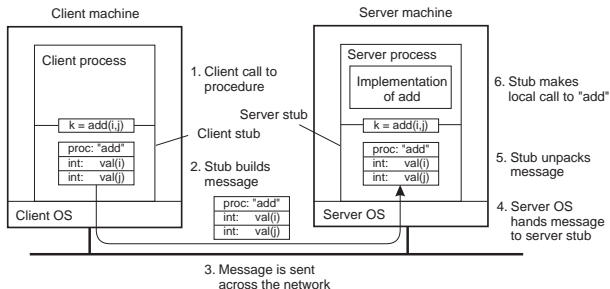 Client machine
Server machine
Client process
1. Client call to
procedure
Server process
Implementation
of add
6. Stub makes
local call to "add"
Server stub
k = add(i,j)
k = add(i,j)
Client stub
proc: "add"
int: val(i)
int: val(j)
2. Stub builds
message
proc: "add"
int: val(i)
int: val(j)
5. Stub unpacks
message
proc: "add"
int: val(i)
int: val(j)
Client OS
Server OS
4. Server OS
hands message
to server stub
3. Message is sent
across the network